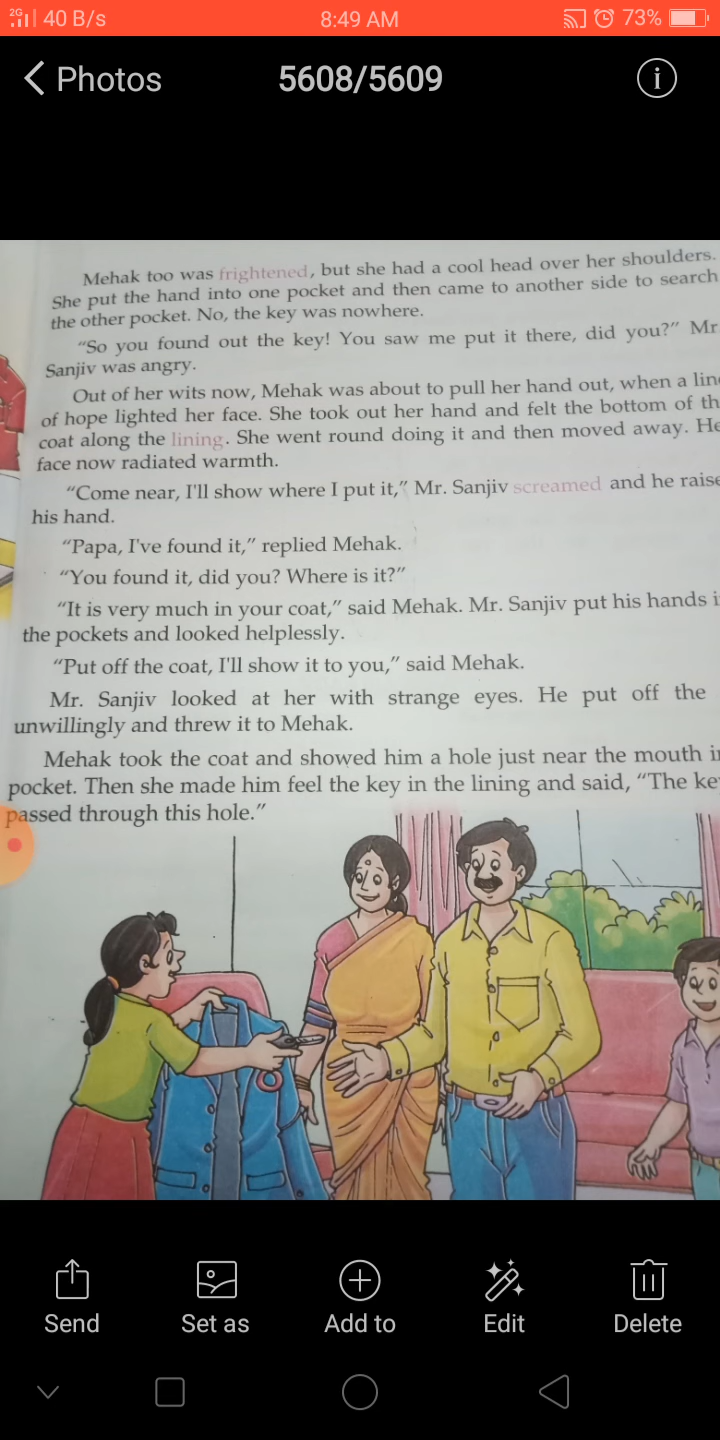 2G 40 B/s 8:49 AM 73%
Photos 5608/5609
Mehak too was frightened, but she had a cool head over her shoulders.
She put the hand into one pocket and then came to another side to search
the other pocket. No, the key was nowhere.
"So you found out the key! You saw me put it there, did you?" Mr.
Sanjiv was angry.
Out of her wits now, Mehak was about to pull her hand out, when a
of hope lighted her face. She took out her hand and felt the bottom of
coat along the lining. She went round doing it and then moved away.
face now radiated warmth.
"Come near, I'll show where I put it," Mr. Sanjiv screamed and he
his hand.
"Papa, I've found it," replied Mehak.
"You found it, did you? Where is it?"
"It is very much in your coat," said Mehak. Mr. Sanjiv put his hands
the pockets and looked helplessly.
"Put off the coat, I'll show it to you," said Mehak.
Mr. Sanjiv looked at her with strange eyes. He put off the
unwillingly and threw it to Mehak.
Mehak took the coat and showed him a hole just near the mouth
pocket. Then she made him feel the key in the lining and said, "The
passed through this hole."
Send Set as Add to Edit Delete